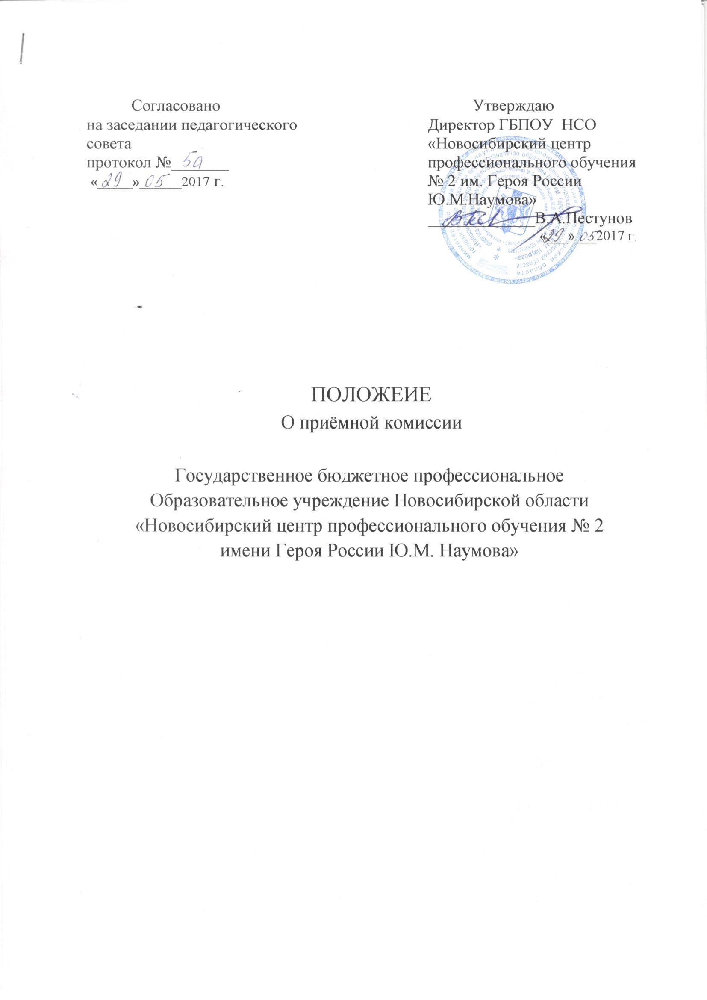 Согласовано
на заседании педагогического
совета
протокол № 5а
«29» 05 2017 г.
Утверждаю
Директор ГБПОУ НСО
«Новосибирский центр
профессионального обучения
№ 2 им. Героя России
Ю.М.Наумова»
В.А.Пестунов
«29» 05 2017 г.
ПОЛОЖЕИЕ
О приёмной комиссии
Государственное бюджетное профессиональное
Образовательное учреждение Новосибирской области
«Новосибирский центр профессионального обучения № 2
имени Героя России Ю.М. Наумова»